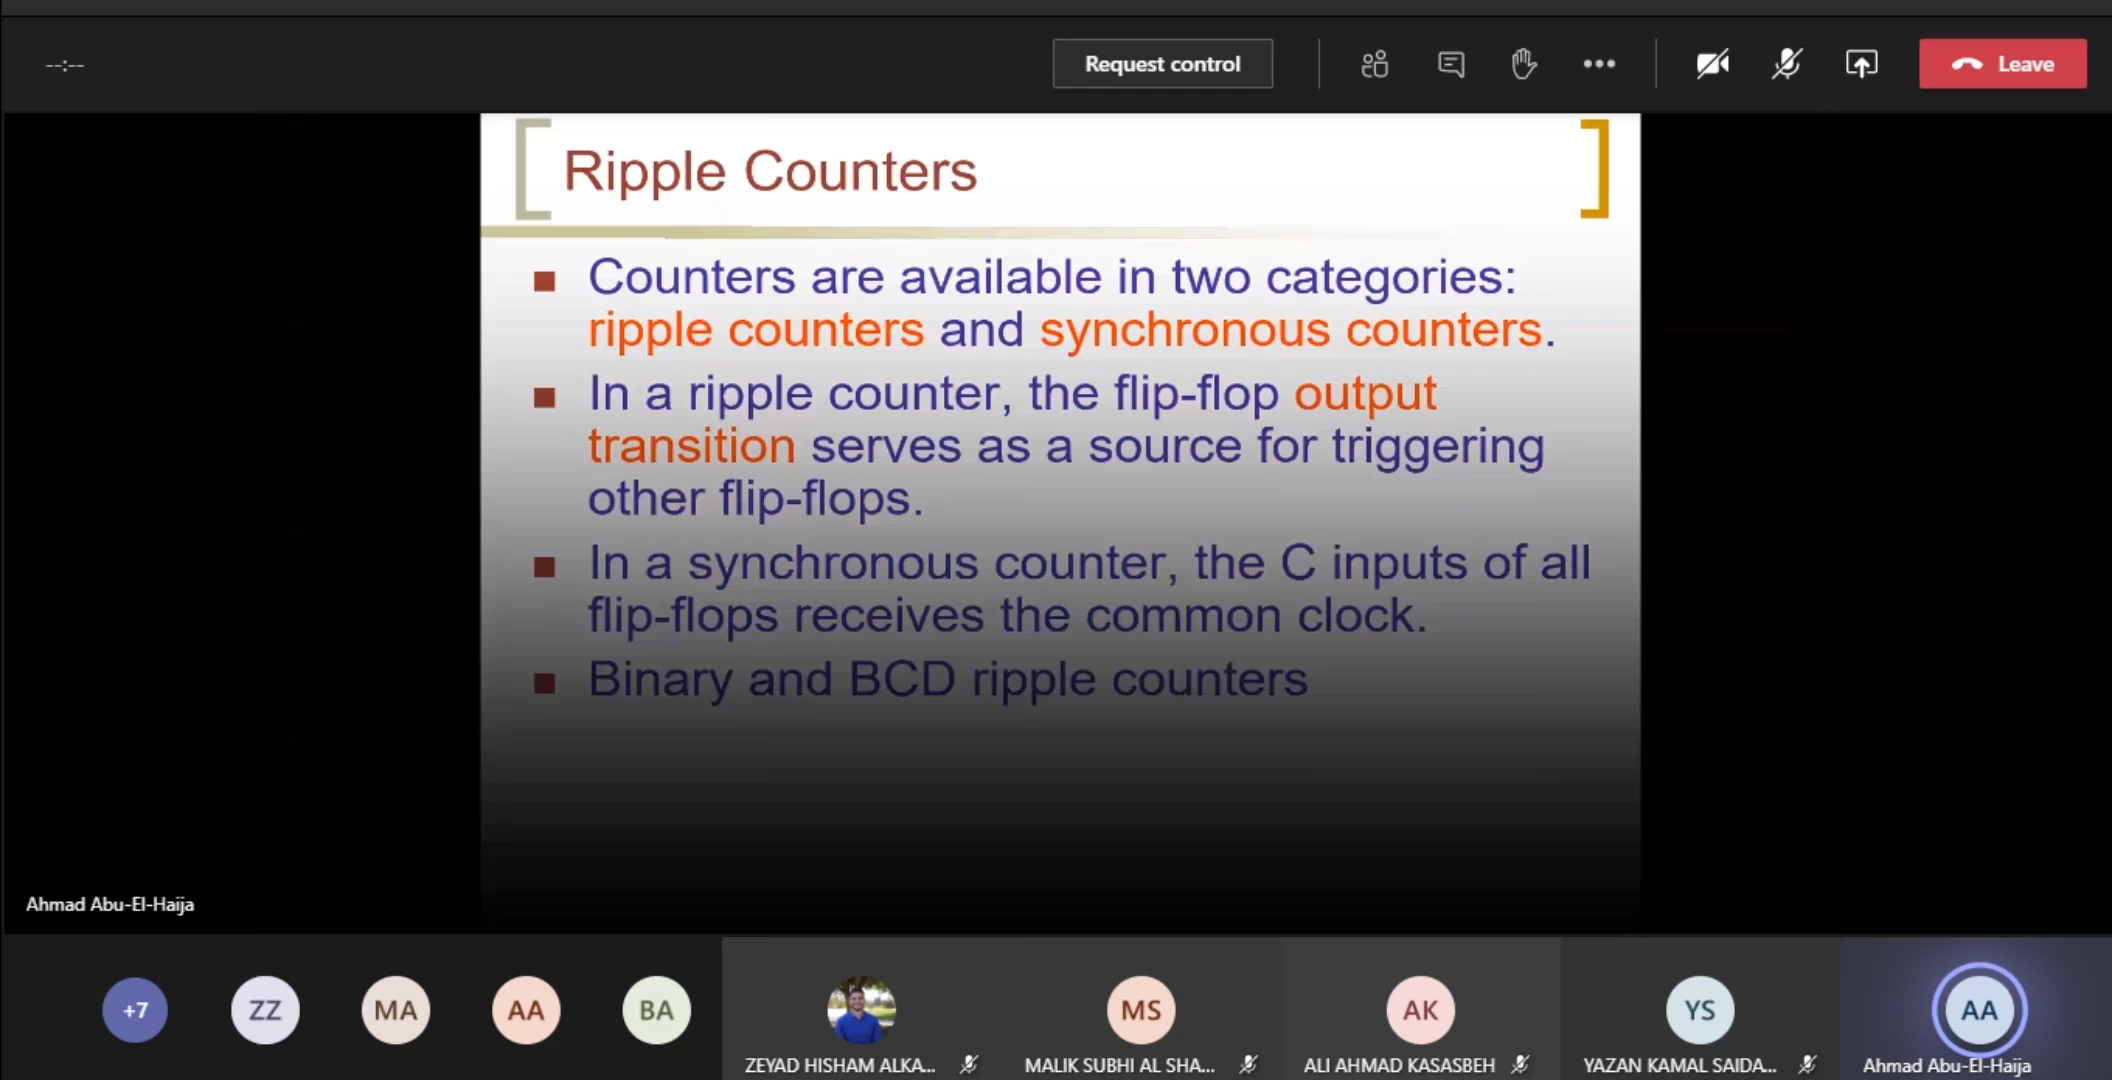 --:--
Request control
Leave
Ripple Counters
Counters are available in two categories:
ripple counters and synchronous counters.
In a ripple counter, the flip-flop output
transition serves as a source for triggering
other flip-flops.
In a synchronous counter, the C inputs of all
flip-flops receives the common clock.
Binary and BCD ripple counters
Ahmad Abu-El-Haija
+7
ZZ
MA
AA
BA
MS
AK
YS
AA
ZEYAD HISHAM ALKA...
MALIK SUBHI AL SHA...
ALI AHMAD KASASBEH
YAZAN KAMAL SAIDA...
Ahmad Abu-El-Haija